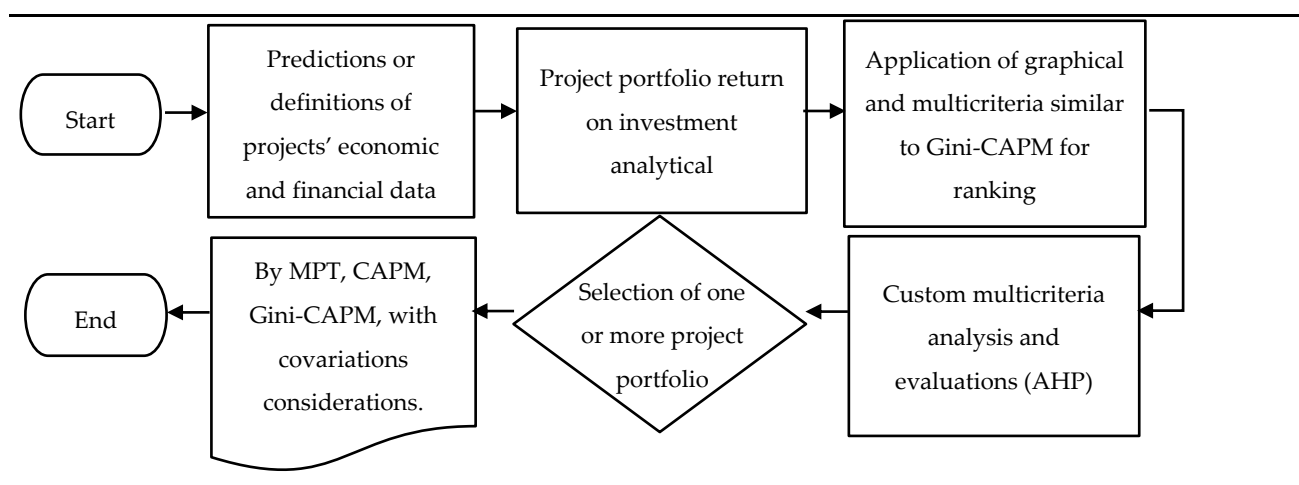 Start
Predictions or
definitions of
projects’ economic
and financial data
Project portfolio return
on investment
analytical
Application of graphical
and multicriteria similar
to Gini-CAPM for
ranking
Custom multicriteria
analysis and
evaluations (AHP)
Selection of one
or more project
portfolio
By MPT, CAPM,
Gini-CAPM, with
covariations
considerations.
End